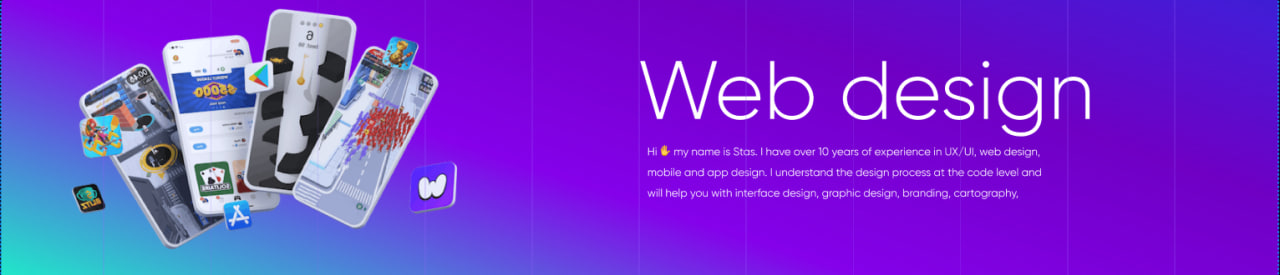 Web design
Hi 🖐 my name is Stas. I have over 10 years of experience in UX/UI, web design,
mobile and app design. I understand the design process at the code level and
will help you with interface design, graphic design, branding, cartography,
SOLITAIRE
BUTZ
W